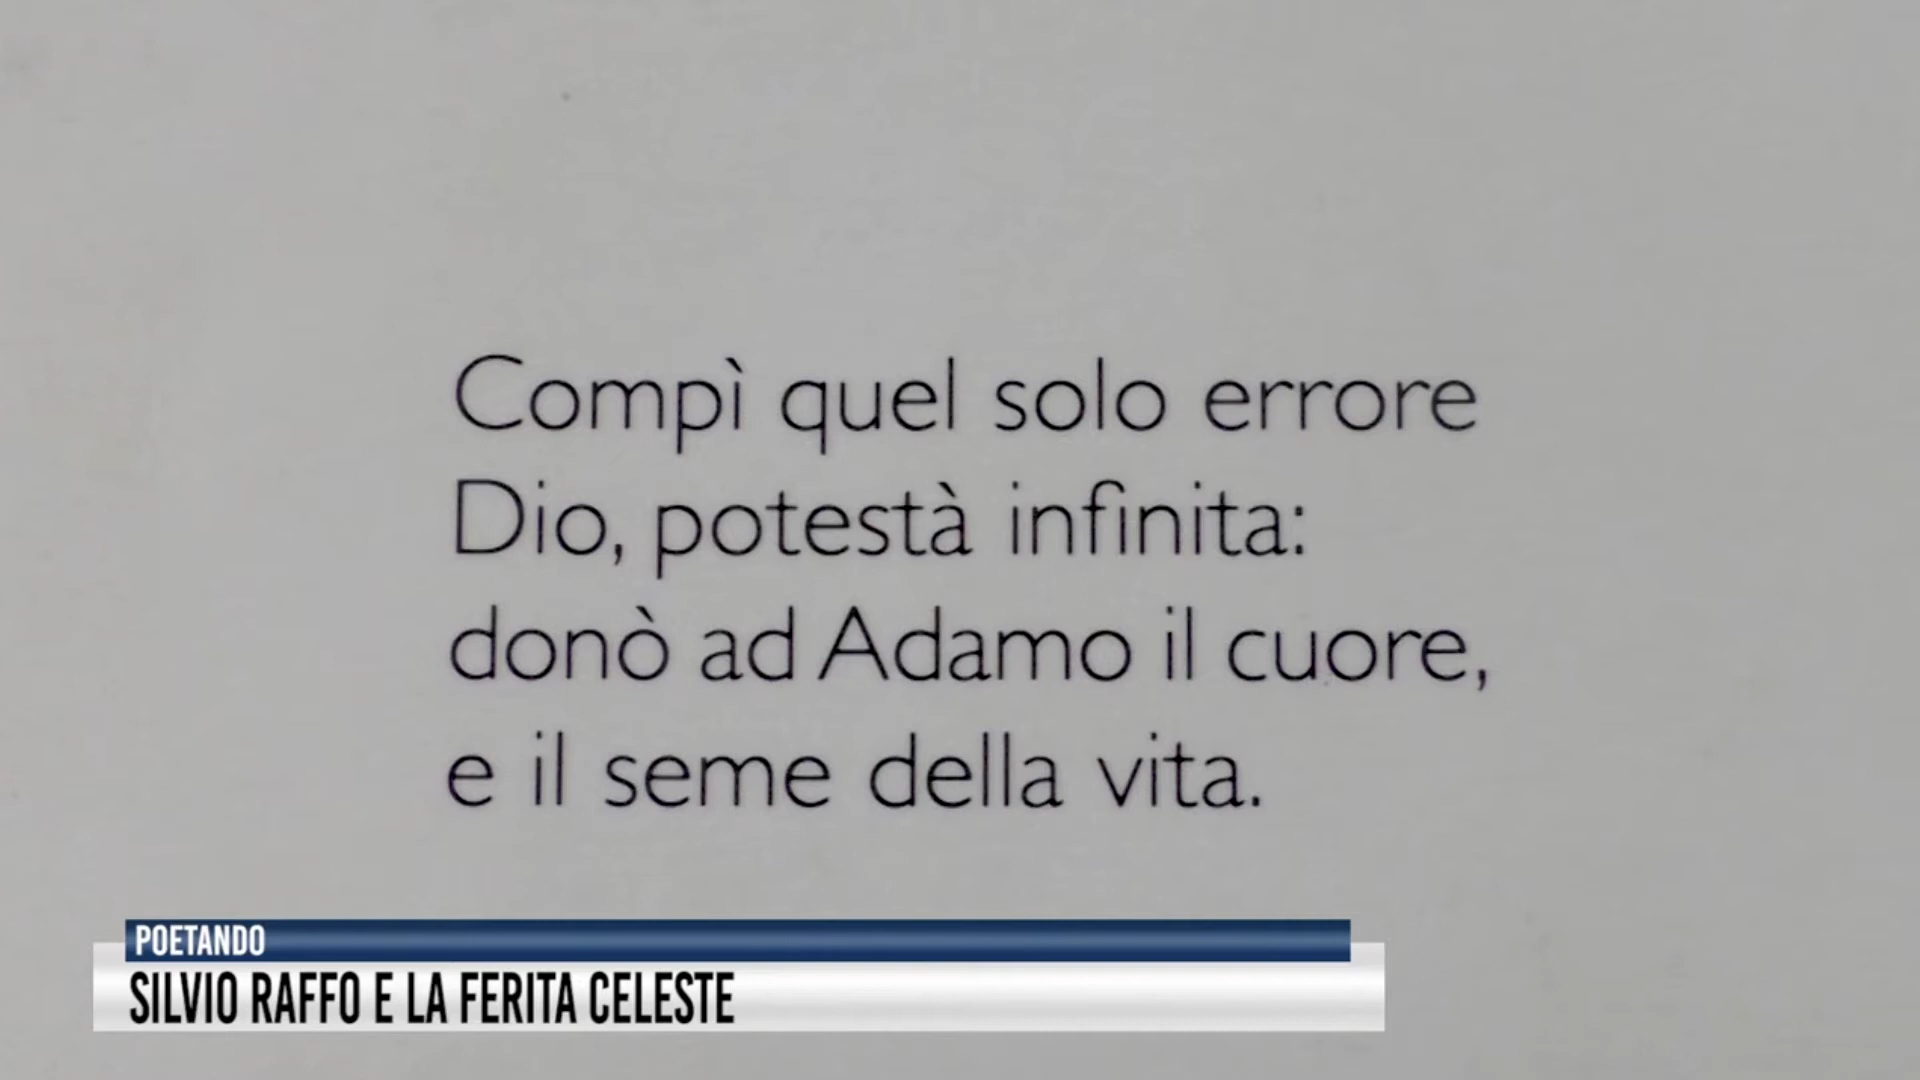 Compì quel solo errore
Dio, potestà infinita:
donò ad Adamo il cuore,
e il seme della vita.
POETANDO
SILVIO RAFFO E LA FERITA CELESTE